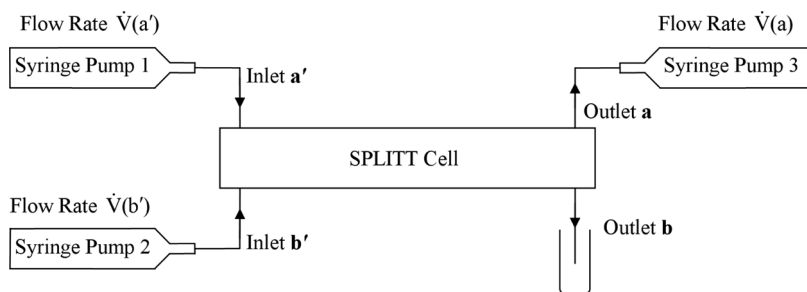 Flow Rate V̇(a′)
Flow Rate V̇(a)
Syringe Pump 1
Syringe Pump 3
Inlet a′
Outlet a
SPLITT Cell
Flow Rate V̇(b′)
Outlet b
Syringe Pump 2
Inlet b′